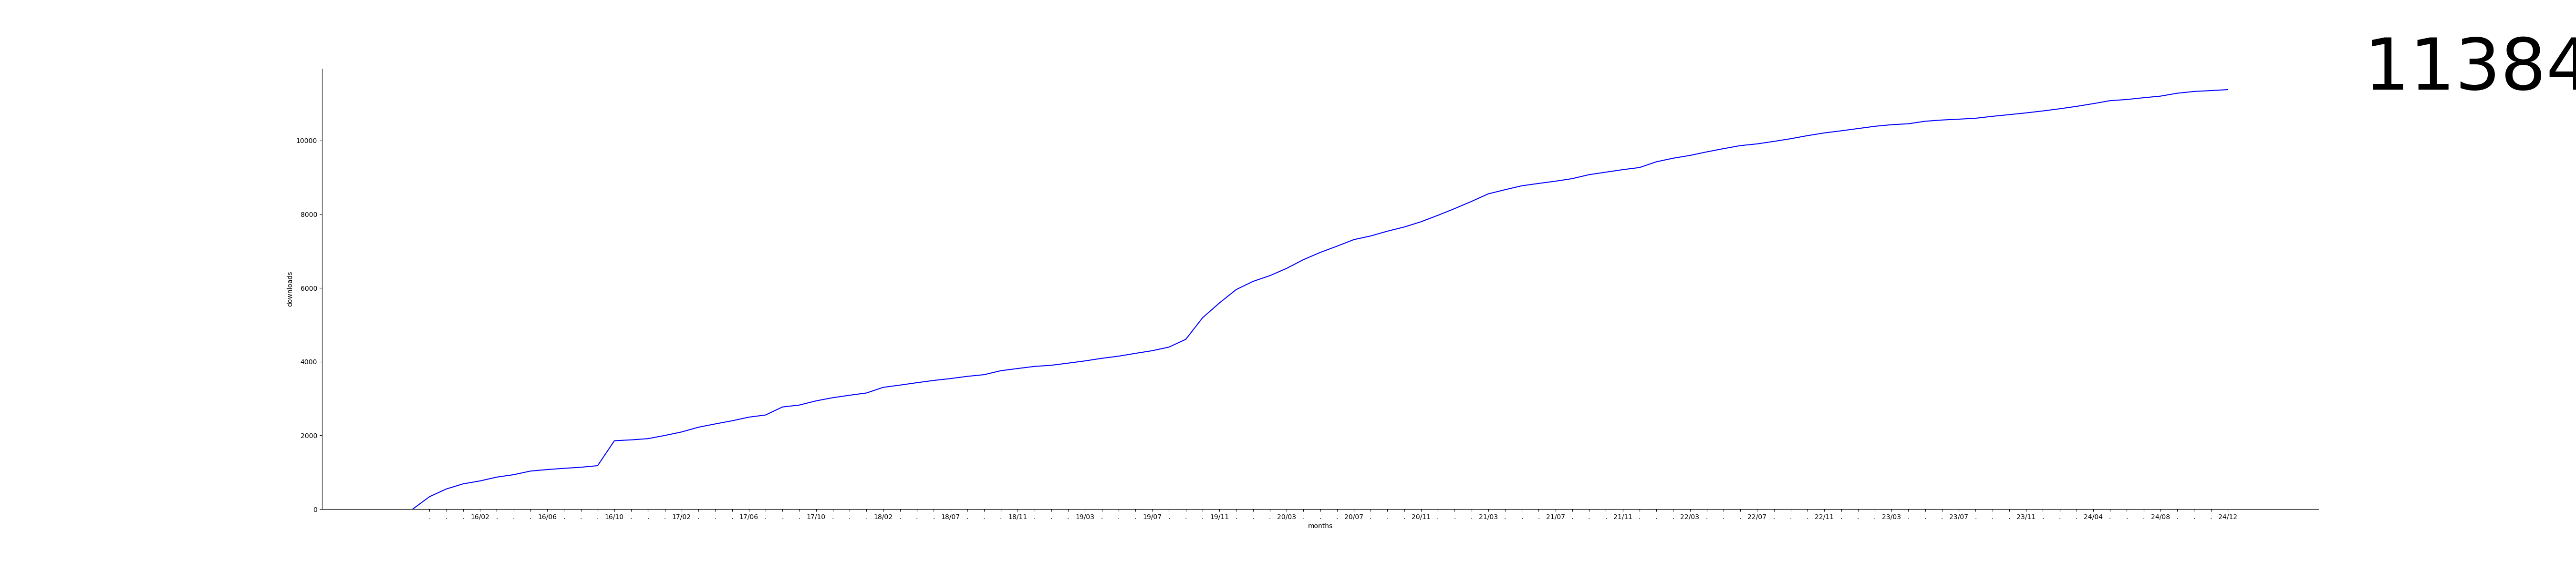 11384
10000
8000
6000
4000
2000
0
downloads
. . . 16/02 . . . 16/06 . . . 16/10 . . . 17/02 . . . 17/06 . . . 17/10 . . . 18/02 . . . 18/07 . . . 18/11 . . . 19/03 . . . 19/07 . . . 19/11 . . . 20/03 . . . 20/07 . . . 20/11 . . . 21/03 . . . 21/07 . . . 21/11 . . . 22/03 . . . 22/07 . . . 22/11 . . . 23/03 . . . 23/07 . . . 23/11 . . . 24/04 . . . 24/08 . . . 24/12
months